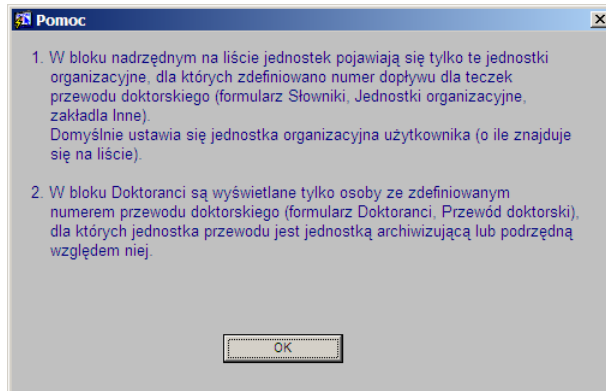 Pomoc
1. W bloku nadrzędnym na liście jednostek pojawiają się tylko te jednostki
organizacyjne, dla których zdefiniowano numer dopływu dla teczek
przewodu doktorskiego (formularz Słowniki, Jednostki organizacyjne,
zakładla Inne).
Domyślnie ustawia się jednostka organizacyjna użytkownika (o ile znajduje
się na liście).
2. W bloku Doktoranci są wyświetlane tylko osoby ze zdefiniowanym
numerem przewodu doktorskiego (formularz Doktoranci, Przewód doktorski),
dla których jednostka przewodu jest jednostką archiwizującą lub podrzędną
względem niej.
OK